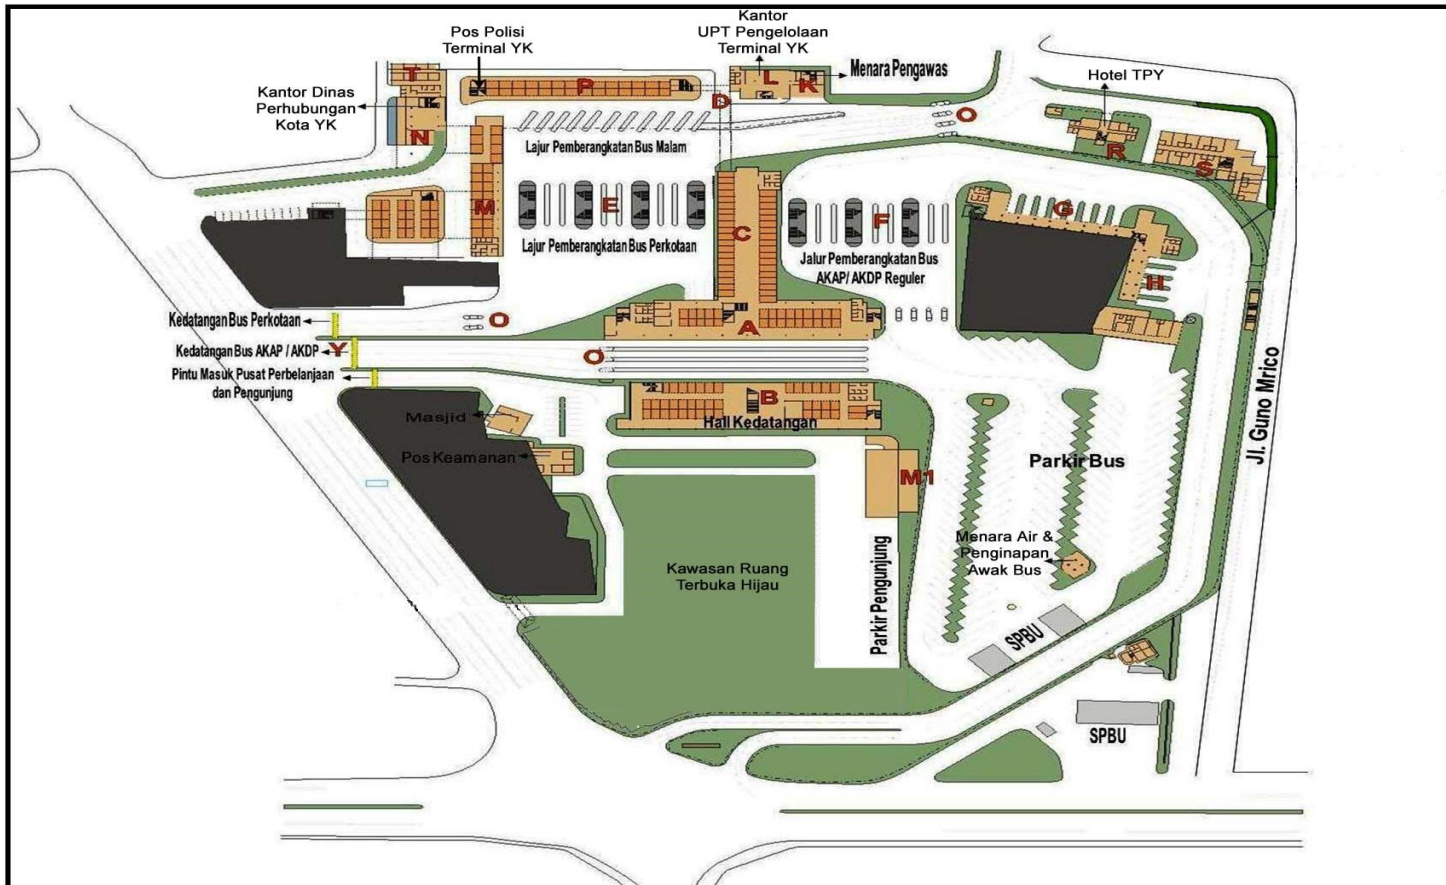 Kantor
UPT Pengelolaan
Terminal YK
Pos Polisi
Terminal YK
Menara Pengawas
Hotel TPY
Kantor Dinas
Perhubungan
Kota YK
T
P
L
K
D
O
N
R
S
Lajur Pemberangkatan Bus Malam
M
E
C
F
G
Lajur Pemberangkatan Bus Perkotaan
Jalur Pemberangkatan Bus
AKAP/ AKDP Reguler
H
Kedatangan Bus Perkotaan
O
A
Kedatangan Bus AKAP / AKDP
Y
O
Pintu Masuk Pusat Perbelanjaan
dan Pengunjung
B
Hall Kedatangan
Masjid
Pos Keamanan
M1
Parkir Bus
Jl. Guno Mrico
Menara Air &
Penginapan
Awak Bus
Kawasan Ruang
Terbuka Hijau
Parkir Pengunjung
SPBU
SPBU